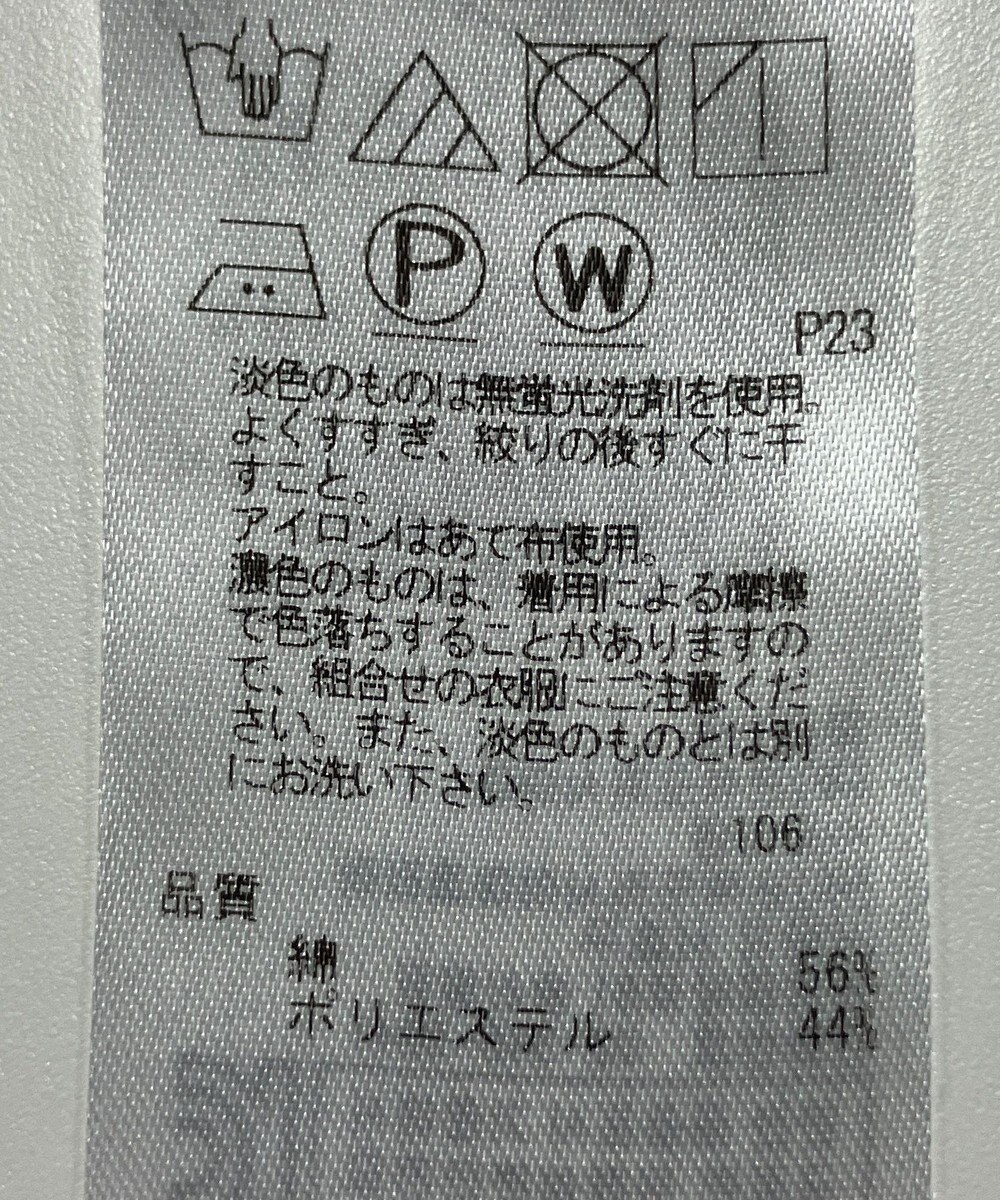 P W
P23
淡色のものは無蛍光洗剤を使用。
よくすすぎ、絞りの後すぐに干
すこと。
アイロンはあて布使用。
濃色のものは、着用による摩擦
で色落ちすることがありますの
で、組合せの衣服にご注意くだ
さい。また、淡色のものとは別
にお洗い下さい。
106
品質
綿 56%
ポリエステル 44%